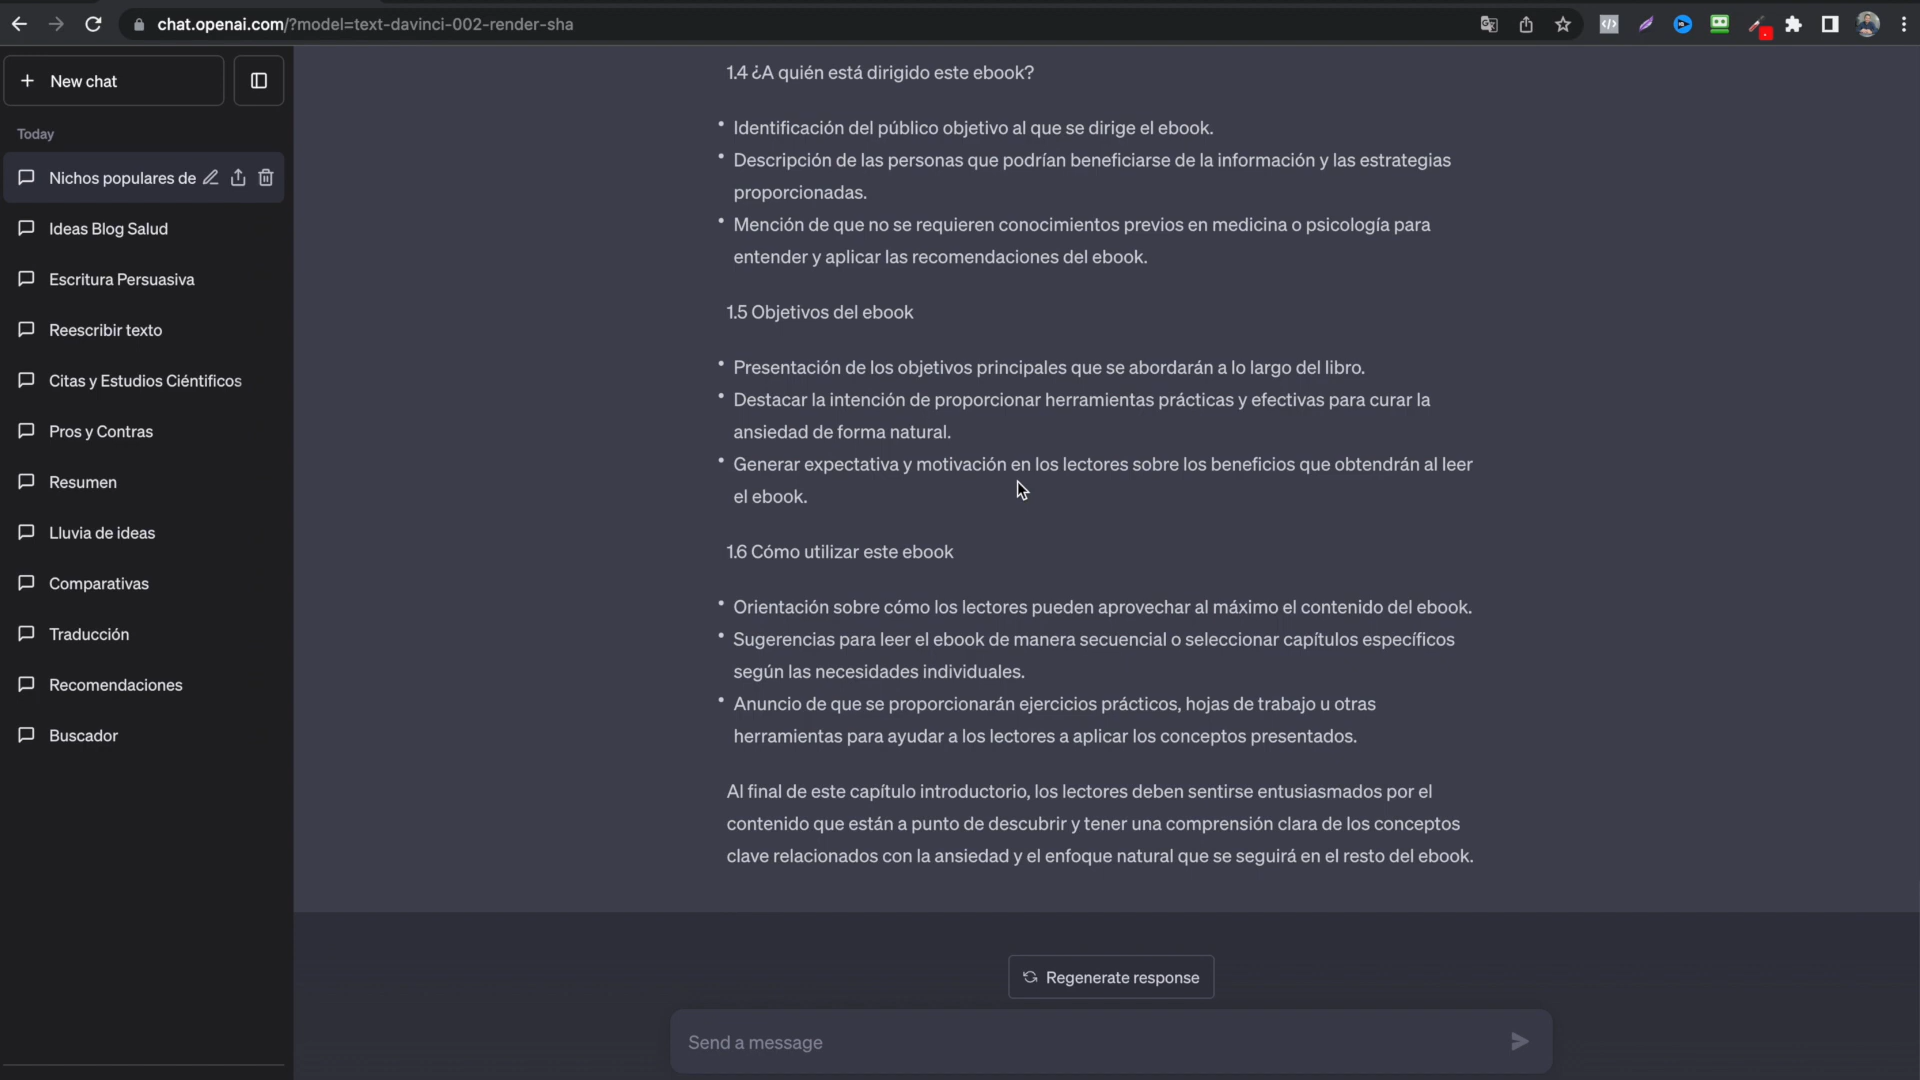 chat.openai.com/?model=text-davinci-002-render-sha
New chat
Today
Nichos populares de
Ideas Blog Salud
Escritura Persuasiva
Reescribir texto
Citas y Estudios Ciéntificos
Pros y Contras
Resumen
Lluvia de ideas
Comparativas
Traducción
Recomendaciones
Buscador
1.4 ¿A quién está dirigido este ebook?
• Identificación del público objetivo al que se dirige el ebook.
• Descripción de las personas que podrían beneficiarse de la información y las estrategias
proporcionadas.
• Mención de que no se requieren conocimientos previos en medicina o psicología para
entender y aplicar las recomendaciones del ebook.
1.5 Objetivos del ebook
• Presentación de los objetivos principales que se abordarán a lo largo del libro.
• Destacar la intención de proporcionar herramientas prácticas y efectivas para curar la
ansiedad de forma natural.
• Generar expectativa y motivación en los lectores sobre los beneficios que obtendrán al leer
el ebook.
1.6 Cómo utilizar este ebook
• Orientación sobre cómo los lectores pueden aprovechar al máximo el contenido del ebook.
• Sugerencias para leer el ebook de manera secuencial o seleccionar capítulos específicos
según las necesidades individuales.
• Anuncio de que se proporcionarán ejercicios prácticos, hojas de trabajo u otras
herramientas para ayudar a los lectores a aplicar los conceptos presentados.
Al final de este capítulo introductorio, los lectores deben sentirse entusiasmados por el
contenido que están a punto de descubrir y tener una comprensión clara de los conceptos
clave relacionados con la ansiedad y el enfoque natural que se seguirá en el resto del ebook.
Regenerate response
Send a message